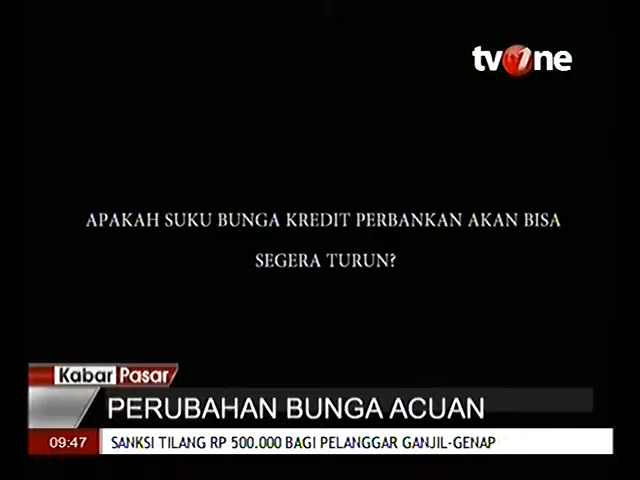 tvOne
APAKAH SUKU BUNGA KREDIT PERBANKAN AKAN BISA
SEGERA TURUN?
Kabar Pasar
PERUBAHAN BUNGA ACUAN
09:47 SANKSI TILANG RP 500.000 BAGI PELANGGAR GANJIL-GENAP